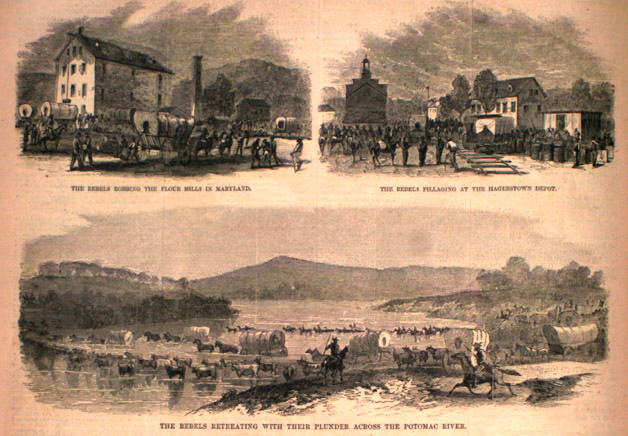 THE REBELS ROBBING THE FLOUR MILLS IN MARYLAND.
THE REBELS PILLAGING AT THE HAGERSTOWN DEPOT.
THE REBELS RETREATING WITH THEIR PLUNDER ACROSS THE POTOMAC RIVER.